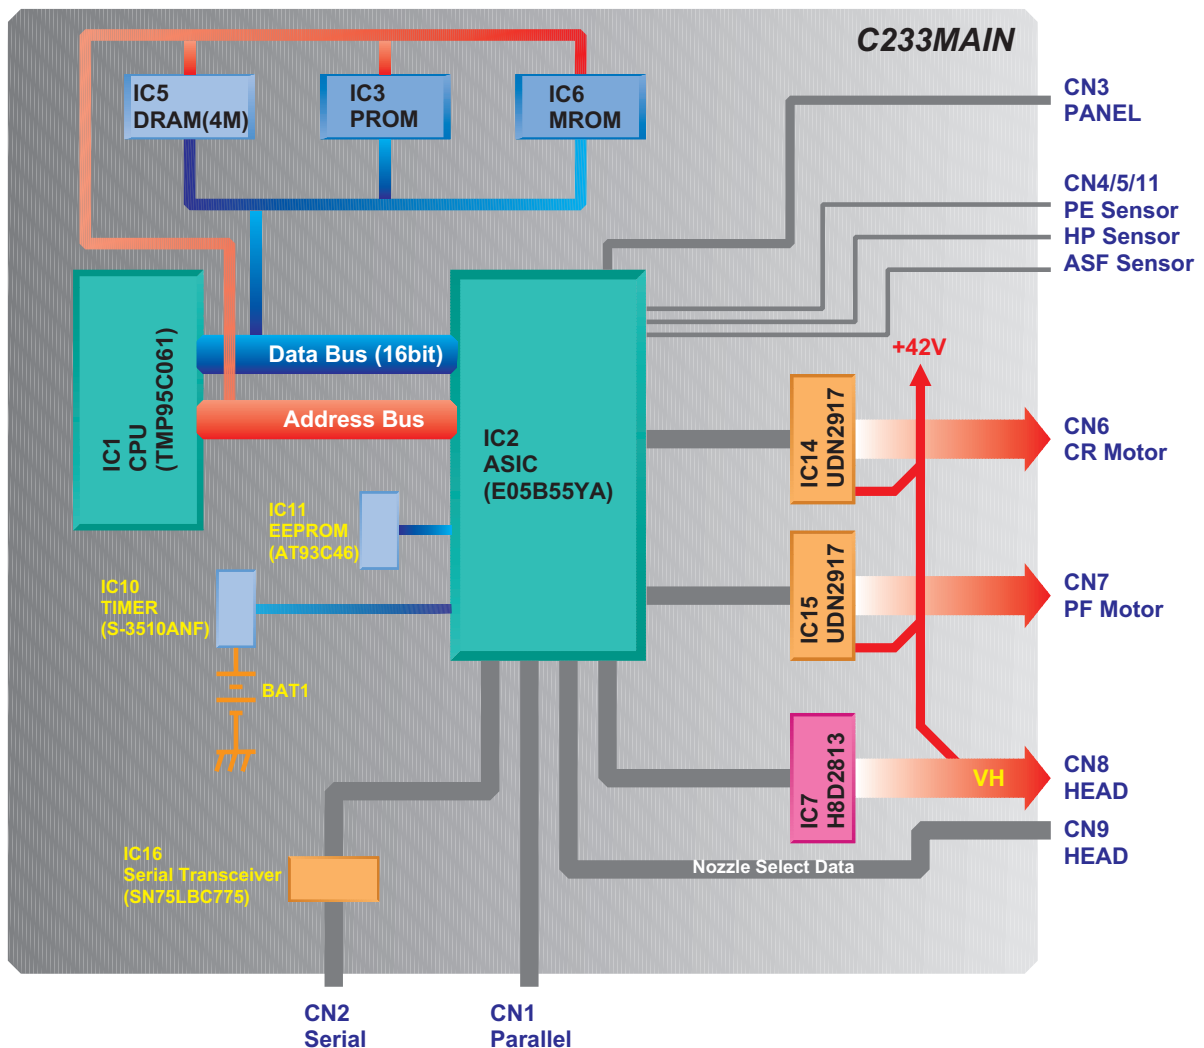 C233MAIN
IC5
DRAM(4M)
IC3
PROM
IC6
MROM
CN3
PANEL
CN4/5/11
PE Sensor
HP Sensor
ASF Sensor
IC1
CPU
(TMP95C061)
Data Bus (16bit)
Address Bus
IC2
ASIC
(E05B55YA)
+42V
IC14
UDN2917
CN6
CR Motor
IC11
EEPROM
(AT93C46)
IC10
TIMER
(S-3510ANF)
BAT1
IC15
UDN2917
CN7
PF Motor
IC7
H8D2813
VH
CN8
HEAD
CN9
HEAD
Nozzle Select Data
IC16
Serial Transceiver
(SN75LBC775)
CN2
Serial
CN1
Parallel